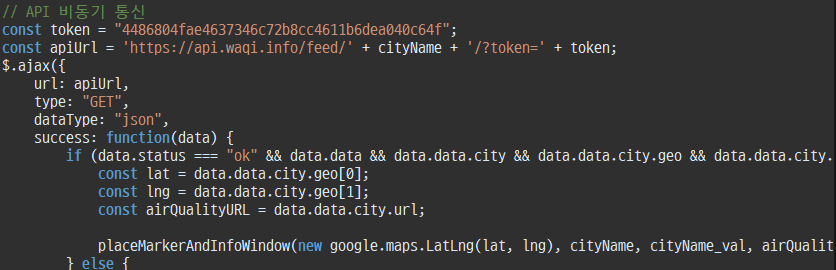 // API 비동기 통신
const token = "4486804fae4637346c72b8cc4611b6dea040c64f";
const apiUrl = 'https://api.waqi.info/feed/' + cityName + '/?token=' + token;
$.ajax({
url: apiUrl,
type: "GET",
dataType: "json",
success: function(data) {
if (data.status === "ok" && data.data && data.data.city && data.data.city.geo && data.data.city.
const lat = data.data.city.geo[0];
const lng = data.data.city.geo[1];
const airQualityURL = data.data.city.url;
placeMarkerAndInfoWindow(new google.maps.LatLng(lat, lng), cityName, cityName_val, airQualit
} else {